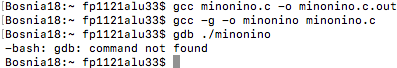 Bosnia18:~ fp1121alu33$ gcc minonino.c -o minonino.c.out
Bosnia18:~ fp1121alu33$ gcc -g -o minonino minonino.c
Bosnia18:~ fp1121alu33$ gdb ./minonino
-bash: gdb: command not found
Bosnia18:~ fp1121alu33$